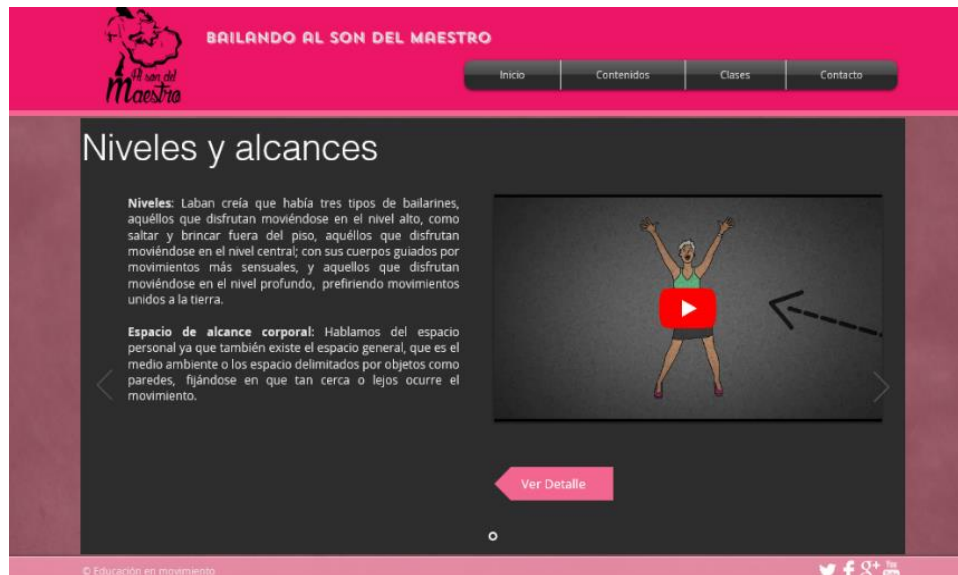 BAILANDO AL SON DEL MAESTRO
Al son del
Maestro
Inicio
Contenidos
Clases
Contacto
Niveles y alcances
Niveles: Laban creía que había tres tipos de bailarines,
aquéllos que disfrutan moviéndose en el nivel alto, como
saltar y brincar fuera del piso, aquéllos que disfrutan
moviéndose en el nivel central; con sus cuerpos guiados por
movimientos más sensuales, y aquellos que disfrutan
moviéndose en el nivel profundo, prefiriendo movimientos
unidos a la tierra.
Espacio de alcance corporal: Hablamos del espacio
personal ya que también existe el espacio general, que es el
medio ambiente o los espacio delimitados por objetos como
paredes, fijándose en que tan cerca o lejos ocurre el
movimiento.
Ver Detalle
© Educación en movimiento